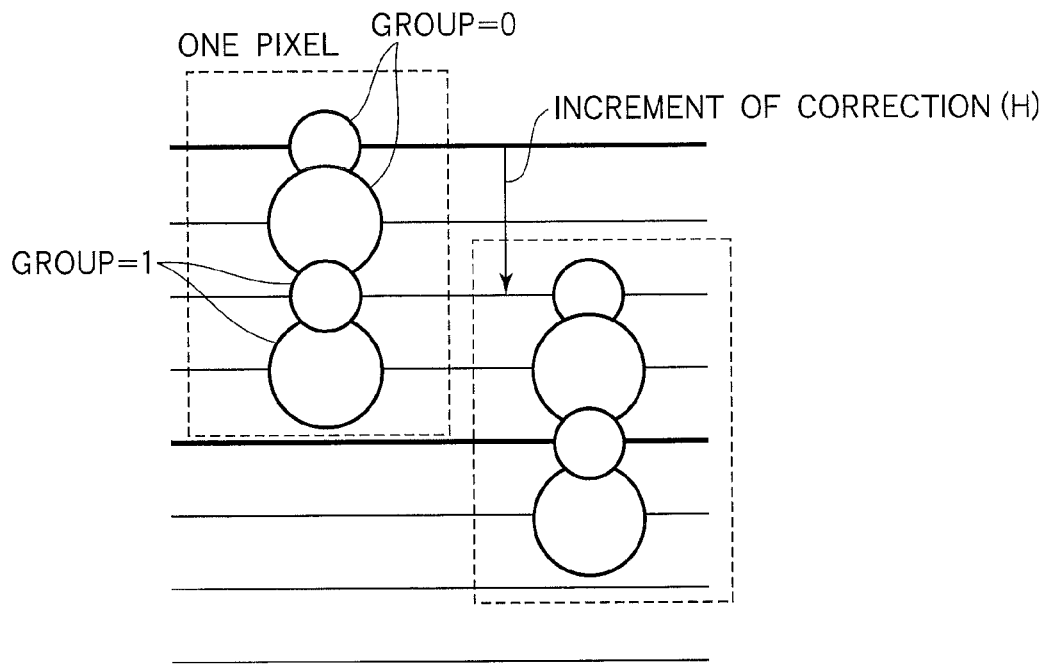 GROUP=0
ONE PIXEL
INCREMENT OF CORRECTION (H)
GROUP=1